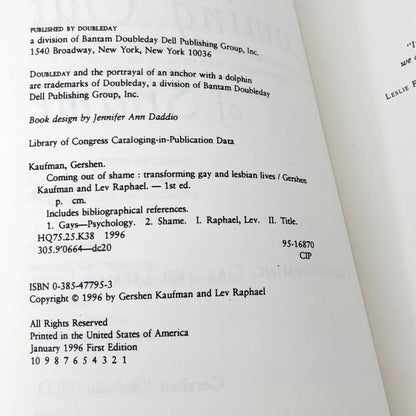 PUBLISHED BY DOUBLEDAY
a division of Bantam Doubleday Dell Publishing Group, Inc.
1540 Broadway, New York, New York 10036
DOUBLEDAY and the portrayal of an anchor with a dolphin
are trademarks of Doubleday, a division of Bantam Doubleday
Dell Publishing Group, Inc.
Book design by Jennifer Ann Daddio
Library of Congress Cataloging-in-Publication Data
Kaufman, Gershen.
Coming out of shame : transforming gay and lesbian lives / Gershen
Kaufman and Lev Raphael. — 1st ed.
p. cm.
Includes bibliographical references.
1. Gays—Psychology. 2. Shame. I. Raphael, Lev. II. Title.
HQ75.25.K38 1996
305.9'0664—dc20 95-16870
CIP
ISBN 0-385-47795-3
Copyright © 1996 by Gershen Kaufman and Lev Raphael
All Rights Reserved
Printed in the United States of America
January 1996 First Edition
10 9 8 7 6 5 4 3 2 1
we
LESLIE